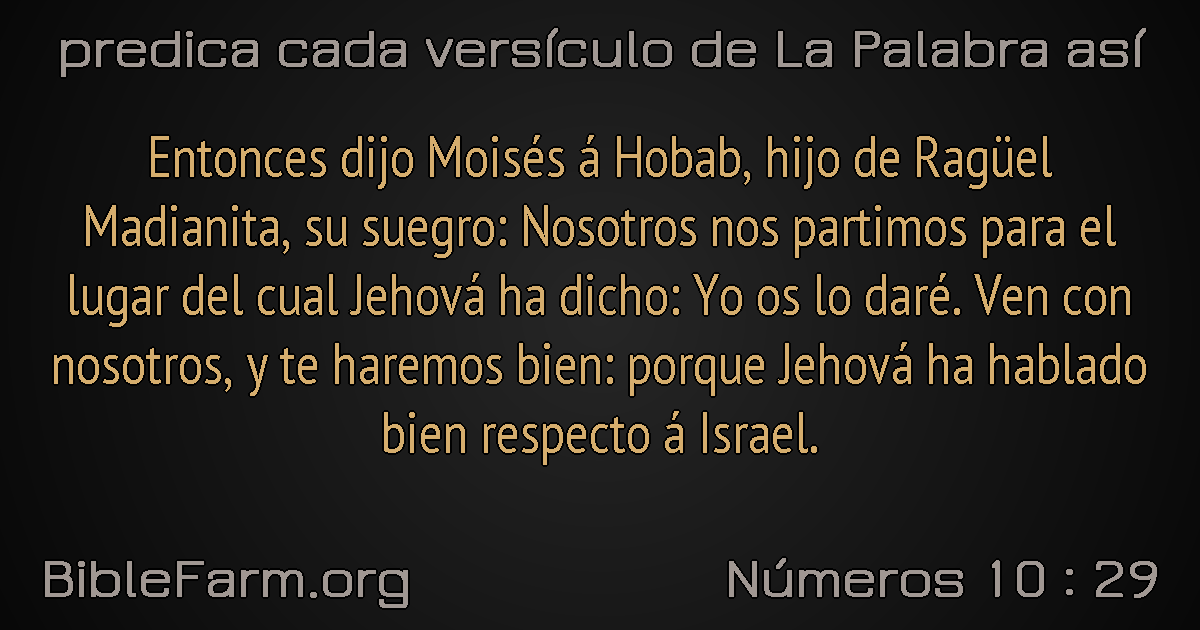 predica cada versículo de La Palabra así
Entonces dijo Moisés á Hobab, hijo de Ragüel
Madianita, su suegro: Nosotros nos partimos para el
lugar del cual Jehová ha dicho: Yo os lo daré. Ven con
nosotros, y te haremos bien: porque Jehová ha hablado
bien respecto á Israel.
BibleFarm.org
Números 10 : 29